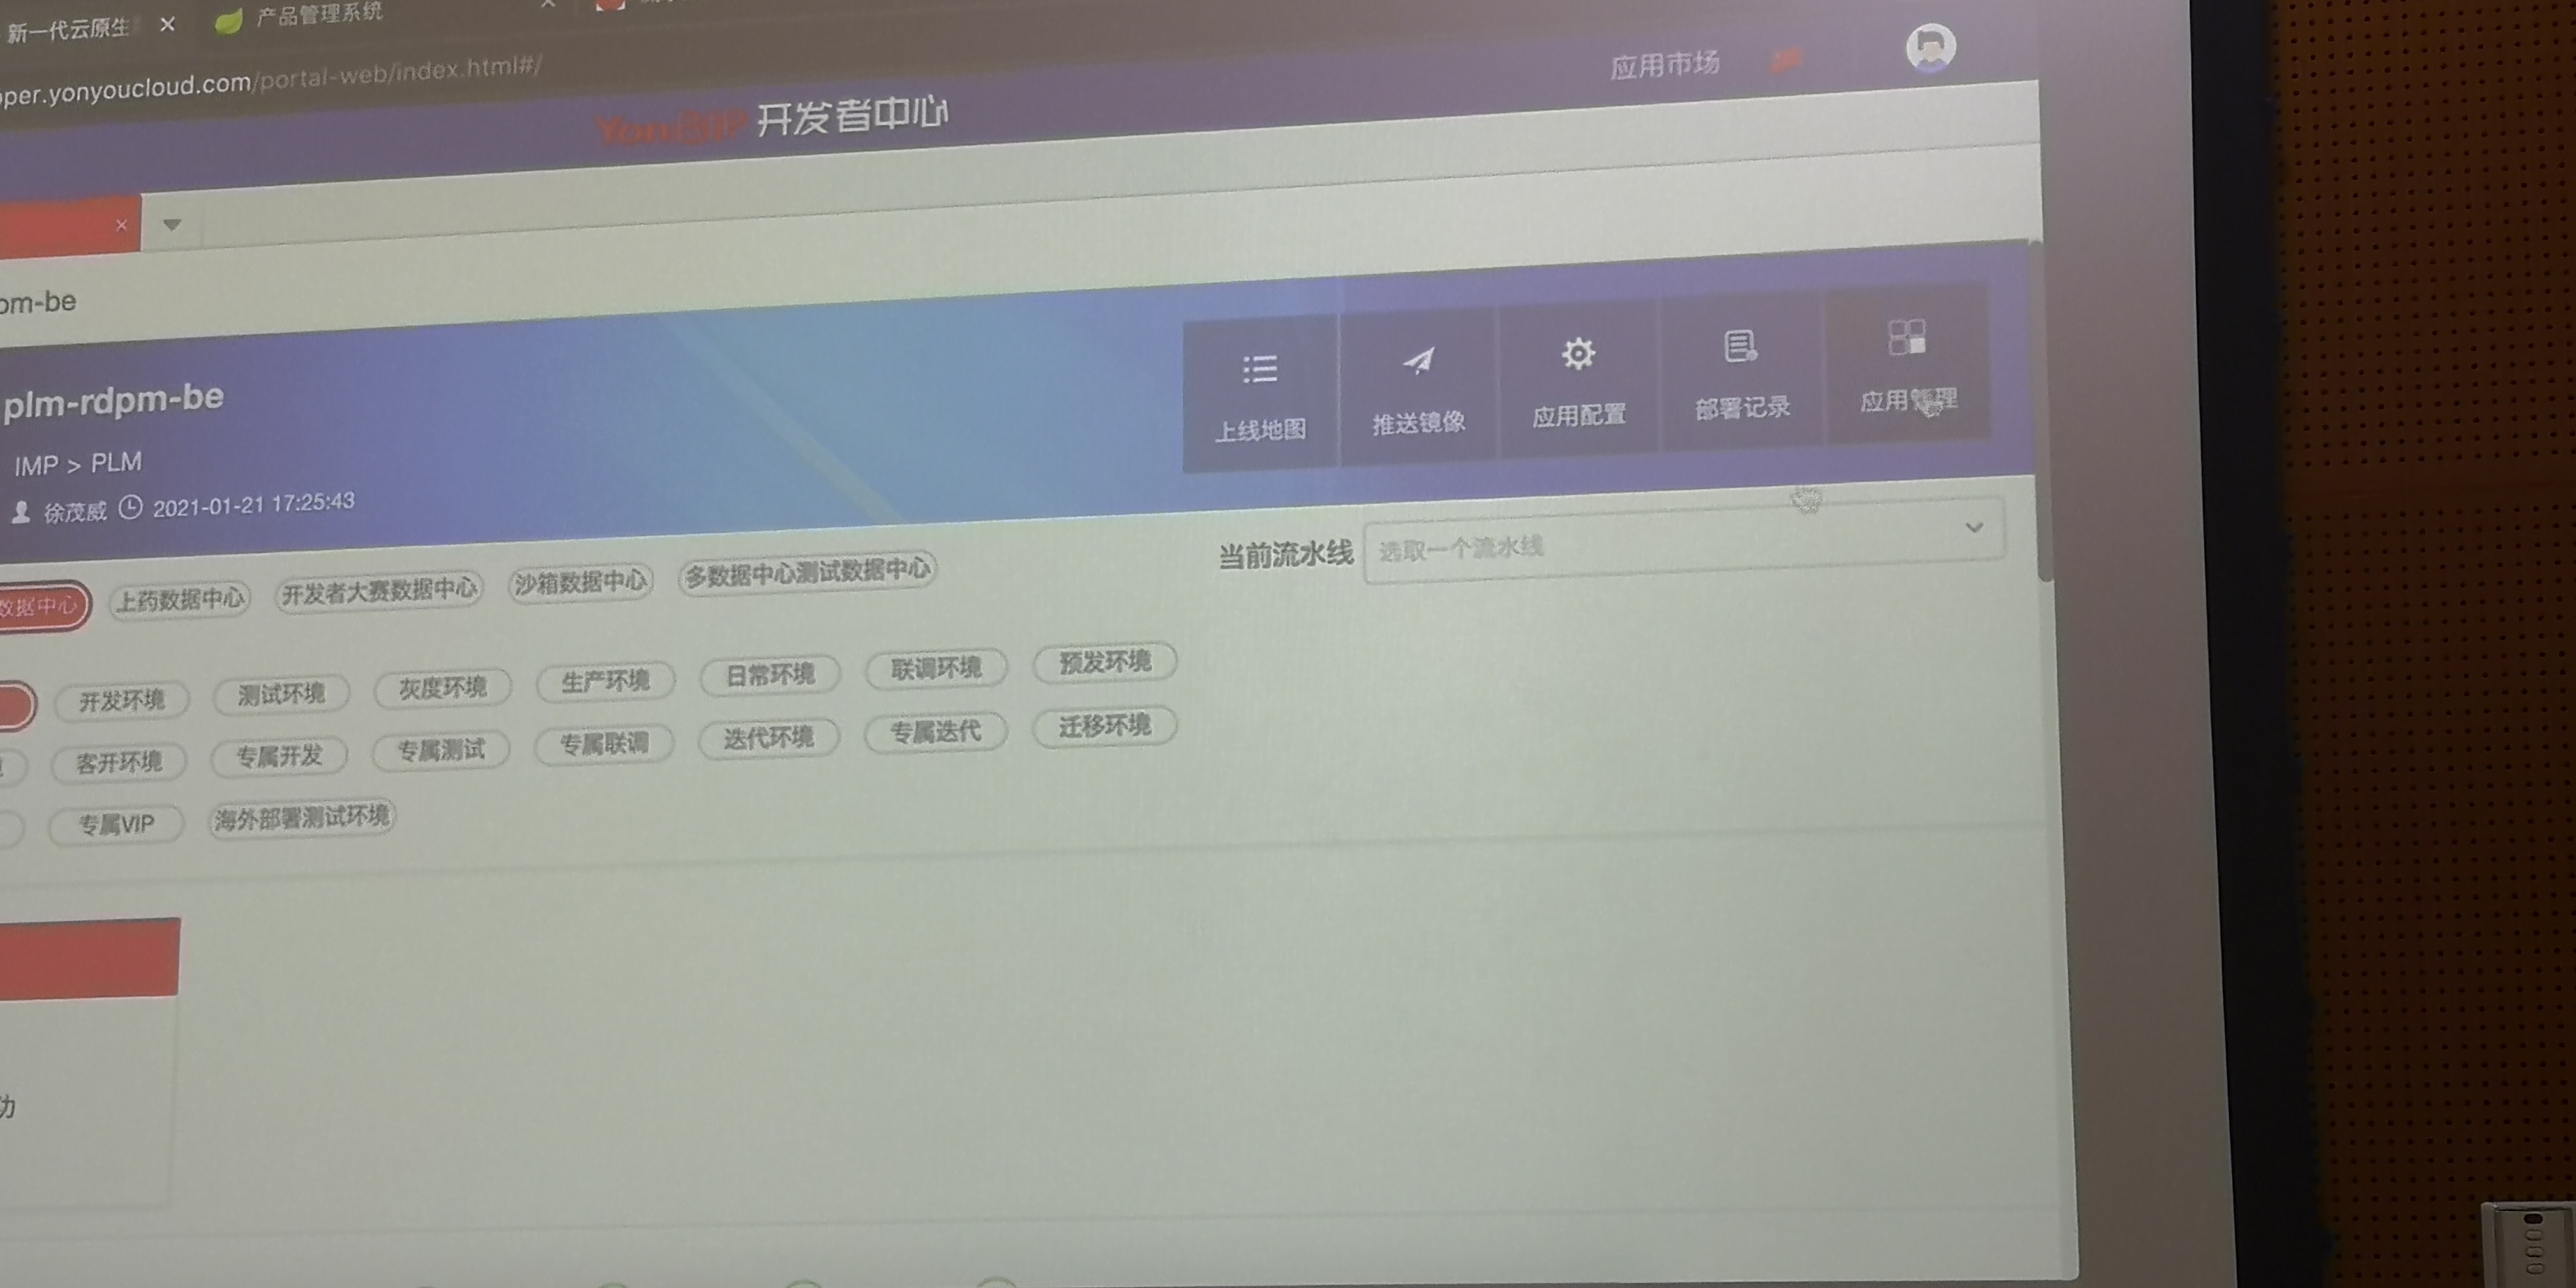 新一代云原生 × 产品管理系统 ×
per.yonyoucloud.com/portal-web/index.html#/
应用市场
YonBIP 开发者中心
pm-be
plm-rdpm-be
IMP > PLM
徐茂威 2021-01-21 17:25:43
上线地图 推送镜像 应用配置 部署记录 应用管理
数据中心 上药数据中心 开发者大赛数据中心 沙箱数据中心 多数据中心测试数据中心
当前流水线 选取一个流水线
开发环境 测试环境 灰度环境 生产环境 日常环境 联调环境 预发环境
客开环境 专属开发 专属测试 专属联调 迭代环境 专属迭代 迁移环境
专属VIP 海外部署测试环境
功